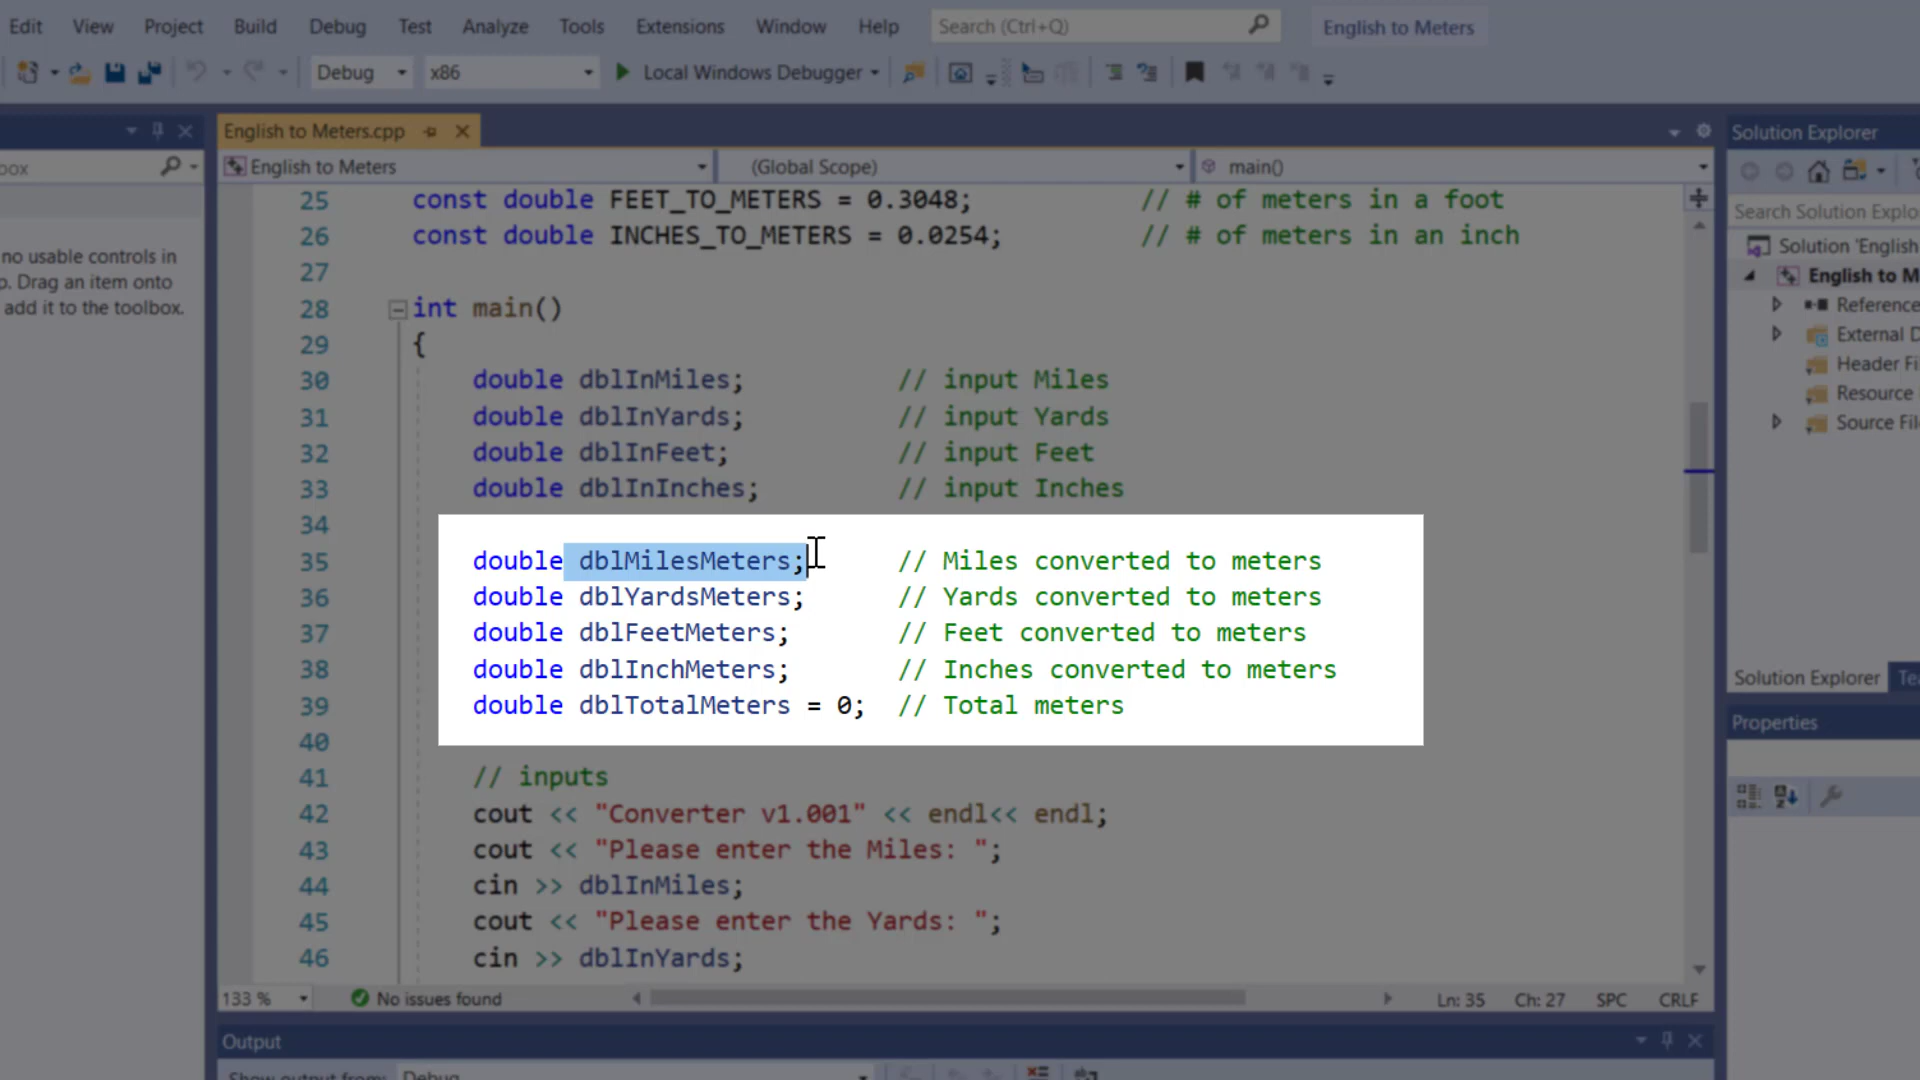 Edit View Project Build Debug Test Analyze Tools Extensions Window Help Search (Ctrl+Q) English to Meters
Debug x86 Local Windows Debugger
English to Meters.cpp
English to Meters (Global Scope) main()
no usable controls in
Drag an item onto
add it to the toolbox.
25 const double FEET_TO_METERS = 0.3048; // # of meters in a foot
26 const double INCHES_TO_METERS = 0.0254; // # of meters in an inch
27
28 int main()
29 {
30 double dblInMiles; // input Miles
31 double dblInYards; // input Yards
32 double dblInFeet; // input Feet
33 double dblInInches; // input Inches
34
35 double dblMilesMeters; // Miles converted to meters
36 double dblYardsMeters; // Yards converted to meters
37 double dblFeetMeters; // Feet converted to meters
38 double dblInchMeters; // Inches converted to meters
39 double dblTotalMeters = 0; // Total meters
40
41 // inputs
42 cout << "Converter v1.001" << endl<< endl;
43 cout << "Please enter the Miles: ";
44 cin >> dblInMiles;
45 cout << "Please enter the Yards: ";
46 cin >> dblInYards;
133 % No issues found Ln: 35 Ch: 27 SPC CRLF
Output
Show output from: Debug
Solution Explorer
Search Solution Explo
Solution 'English
English to M
Reference
External D
Header Fi
Resource
Source Fil
Solution Explorer Tea
Properties